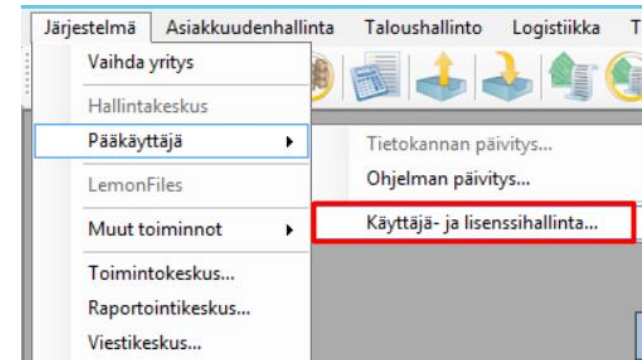 Järjestelmä Asiakkuudenhallinta Taloushallinto Logistiikka T
Vaihda yritys
Hallintakeskus
Pääkäyttäjä
LemonFiles
Muut toiminnot
Toimintokeskus...
Raportointikeskus...
Viestikeskus...
Tietokannan päivitys...
Ohjelman päivitys...
Käyttäjä- ja lisenssihallinta...